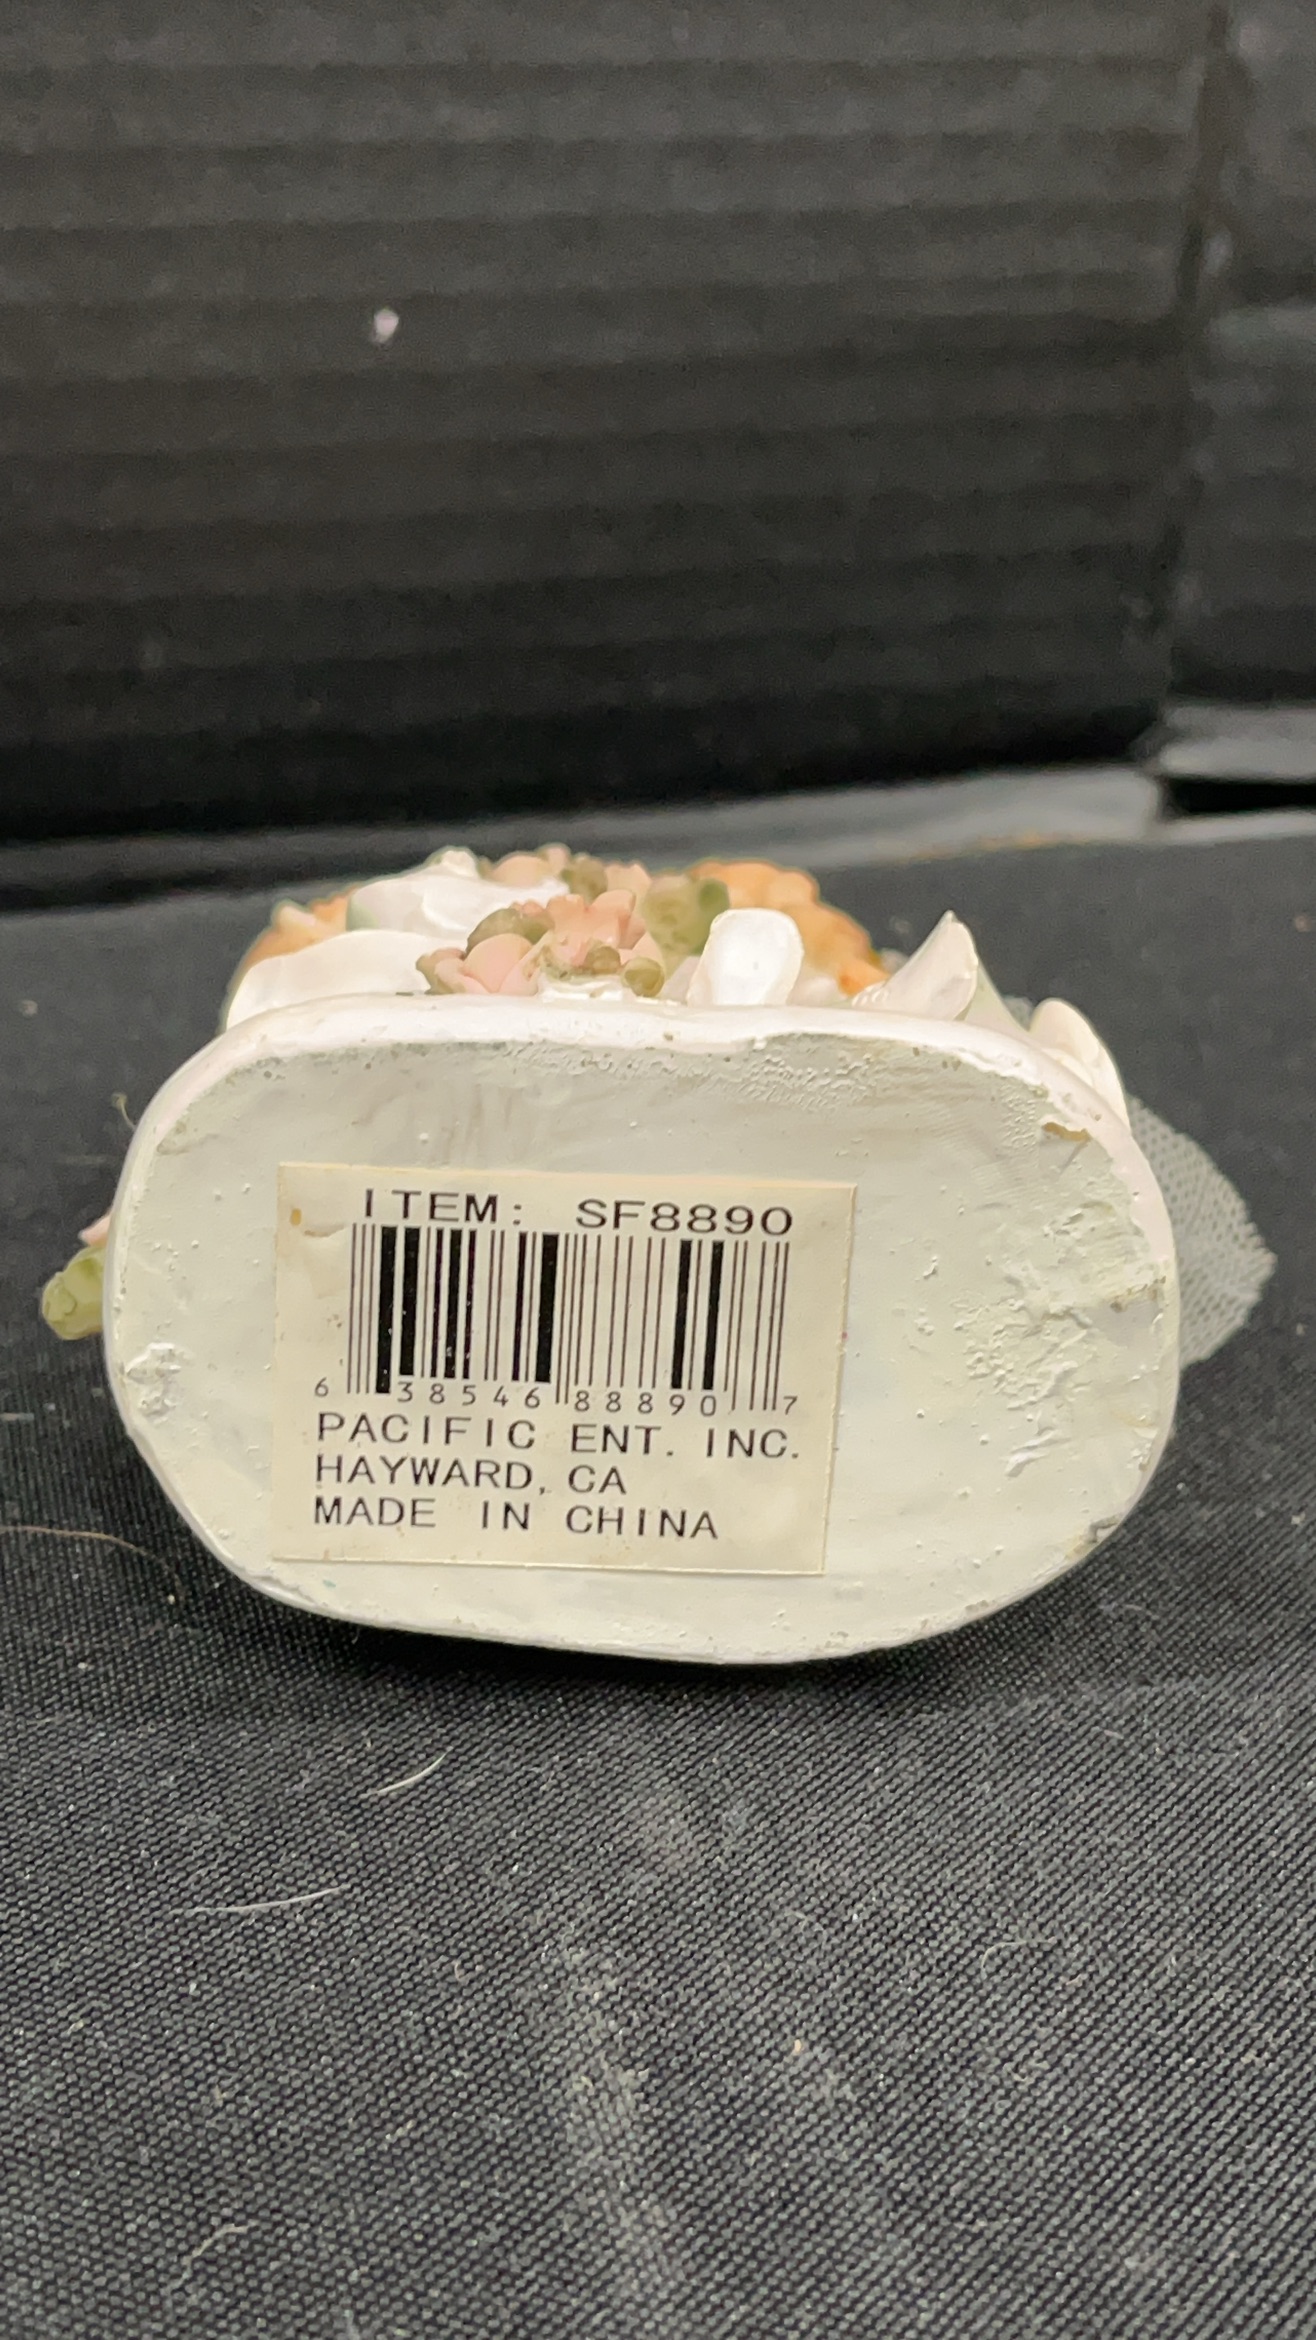 ITEM: SF8890
6 38546 88890 7
PACIFIC ENT. INC.
HAYWARD, CA
MADE IN CHINA